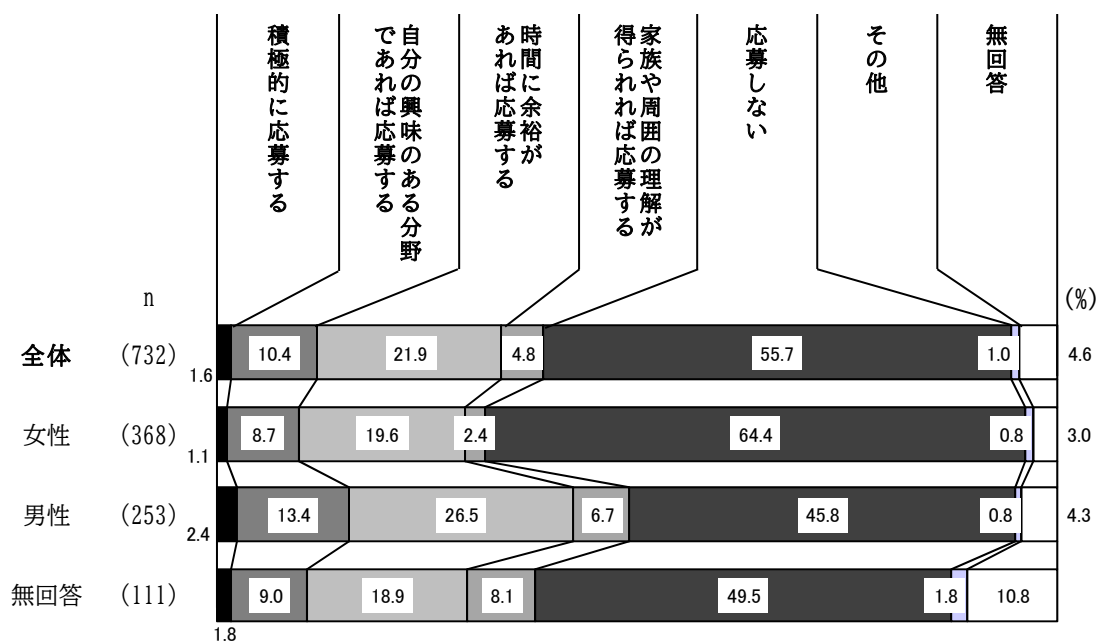 積極的に応募する
自分の興味のある分野
であれば応募する
時間に余裕が
あれば応募する
家族や周囲の理解が
得られれば応募する
応募しない
その他
無回答
n
(%)
全体 (732) 1.6 10.4 21.9 4.8 55.7 1.0 4.6
女性 (368) 1.1 8.7 19.6 2.4 64.4 0.8 3.0
男性 (253) 2.4 13.4 26.5 6.7 45.8 0.8 4.3
無回答 (111) 1.8 9.0 18.9 8.1 49.5 1.8 10.8